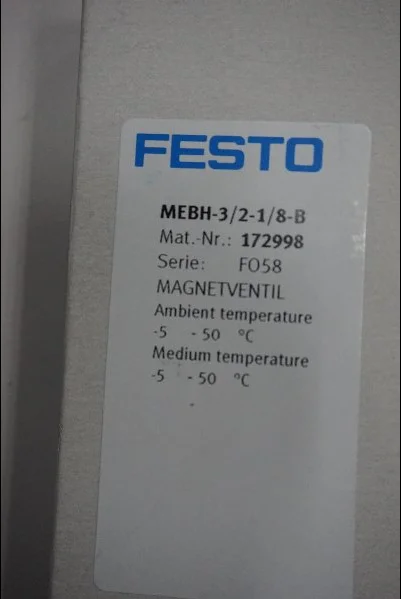 FESTO
MEBH-3/2-1/8-B
Mat.-Nr.: 172998
Serie: FO58
MAGNETVENTIL
Ambient temperature
-5 - 50 °C
Medium temperature
-5 - 50 °C